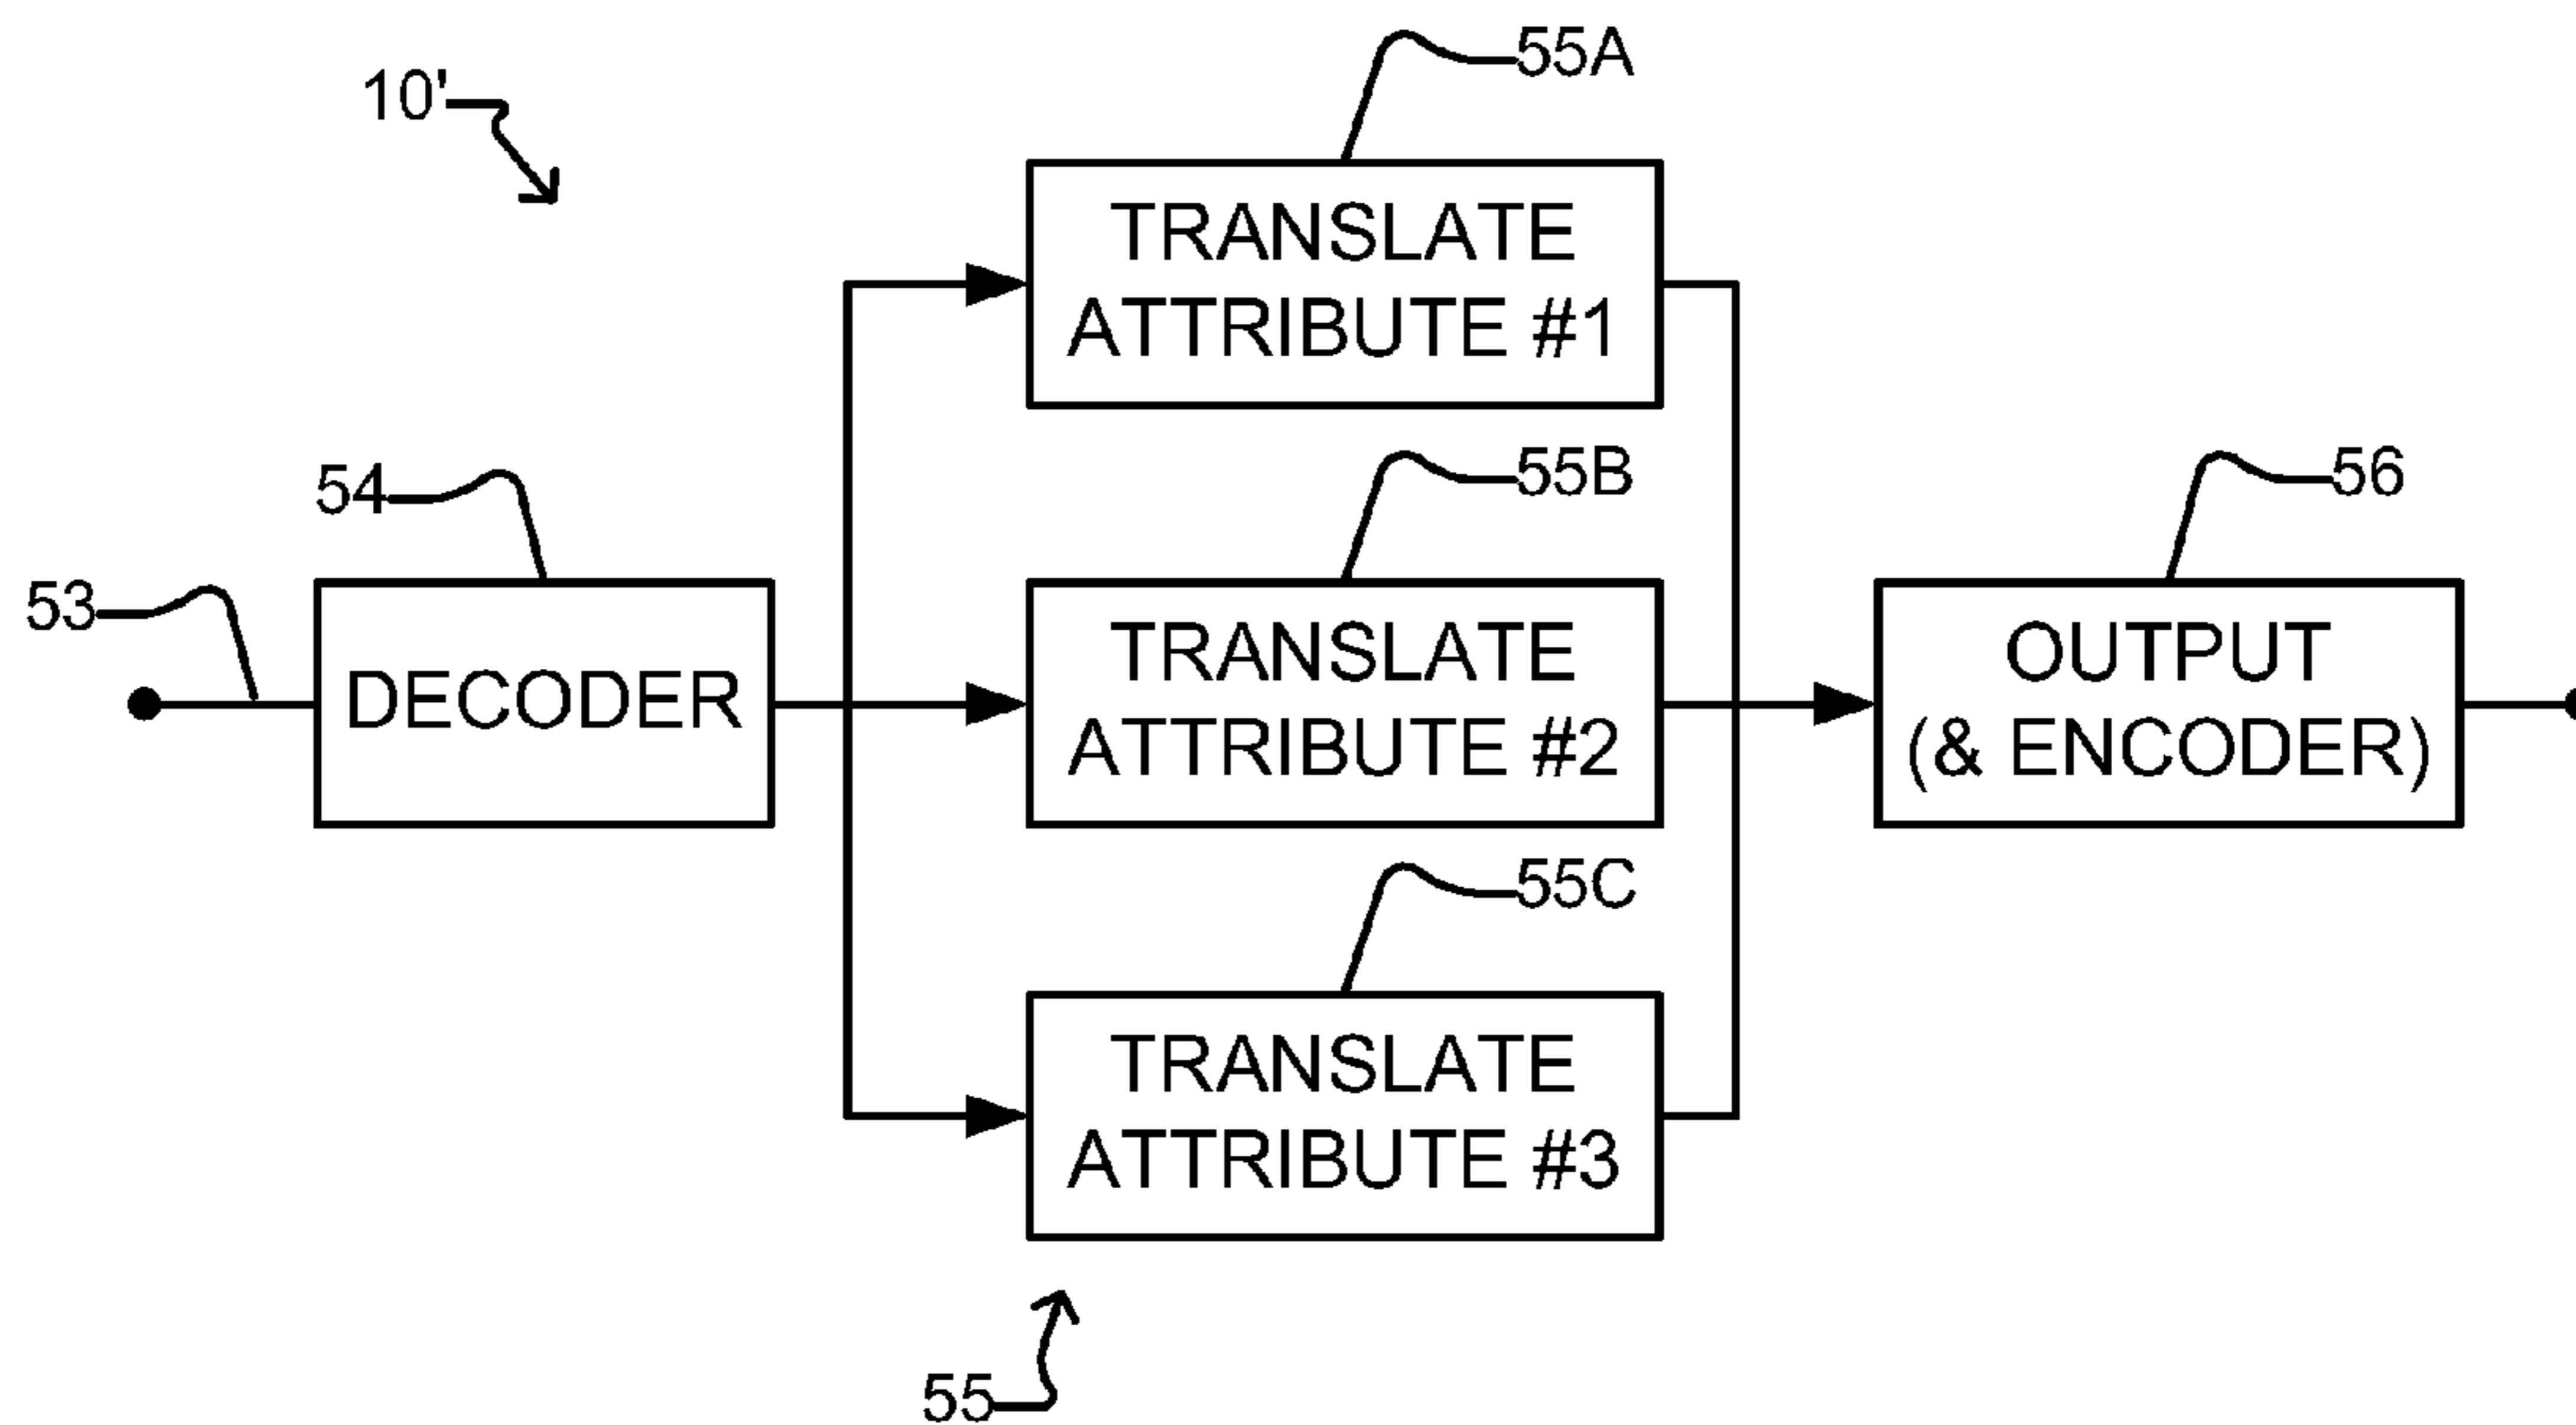 10'
55A
TRANSLATE
ATTRIBUTE #1
54
53
DECODER
55B
TRANSLATE
ATTRIBUTE #2
56
OUTPUT
(& ENCODER)
55C
TRANSLATE
ATTRIBUTE #3
55